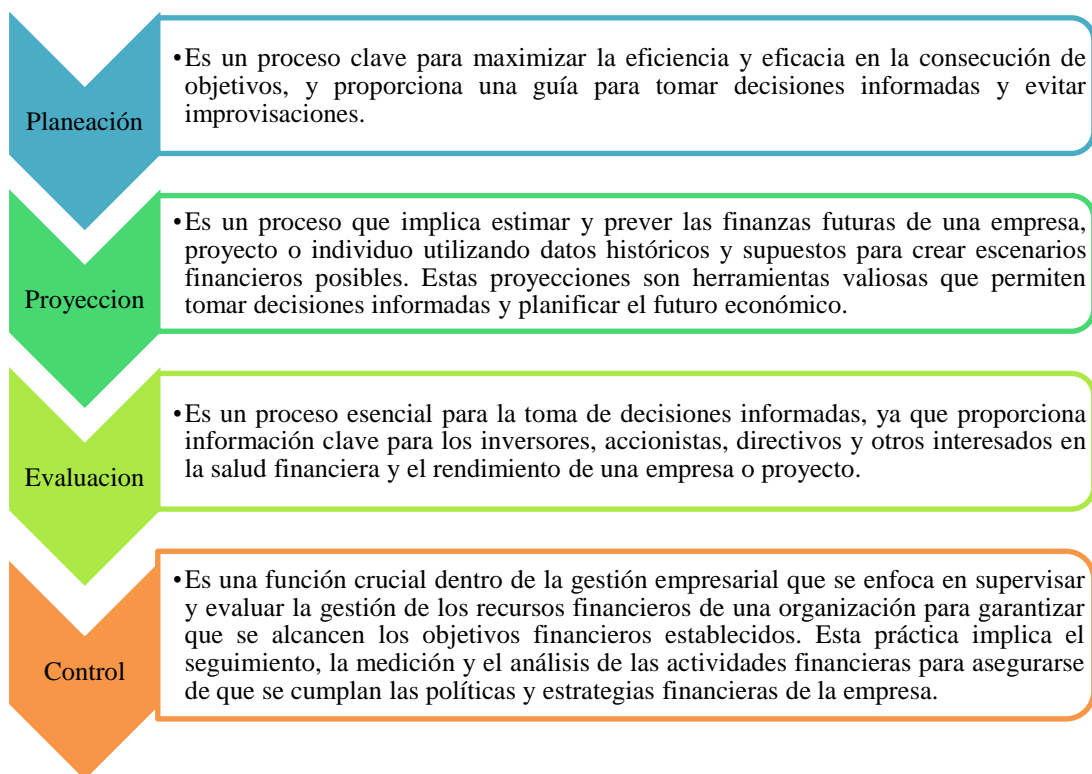 Planeación
•Es un proceso clave para maximizar la eficiencia y eficacia en la consecución de
objetivos, y proporciona una guía para tomar decisiones informadas y evitar
improvisaciones.
Proyeccion
•Es un proceso que implica estimar y prever las finanzas futuras de una empresa,
proyecto o individuo utilizando datos históricos y supuestos para crear escenarios
financieros posibles. Estas proyecciones son herramientas valiosas que permiten
tomar decisiones informadas y planificar el futuro económico.
Evaluacion
•Es un proceso esencial para la toma de decisiones informadas, ya que proporciona
información clave para los inversores, accionistas, directivos y otros interesados en
la salud financiera y el rendimiento de una empresa o proyecto.
Control
•Es una función crucial dentro de la gestión empresarial que se enfoca en supervisar
y evaluar la gestión de los recursos financieros de una organización para garantizar
que se alcancen los objetivos financieros establecidos. Esta práctica implica el
seguimiento, la medición y el análisis de las actividades financieras para asegurarse
de que se cumplan las políticas y estrategias financieras de la empresa.